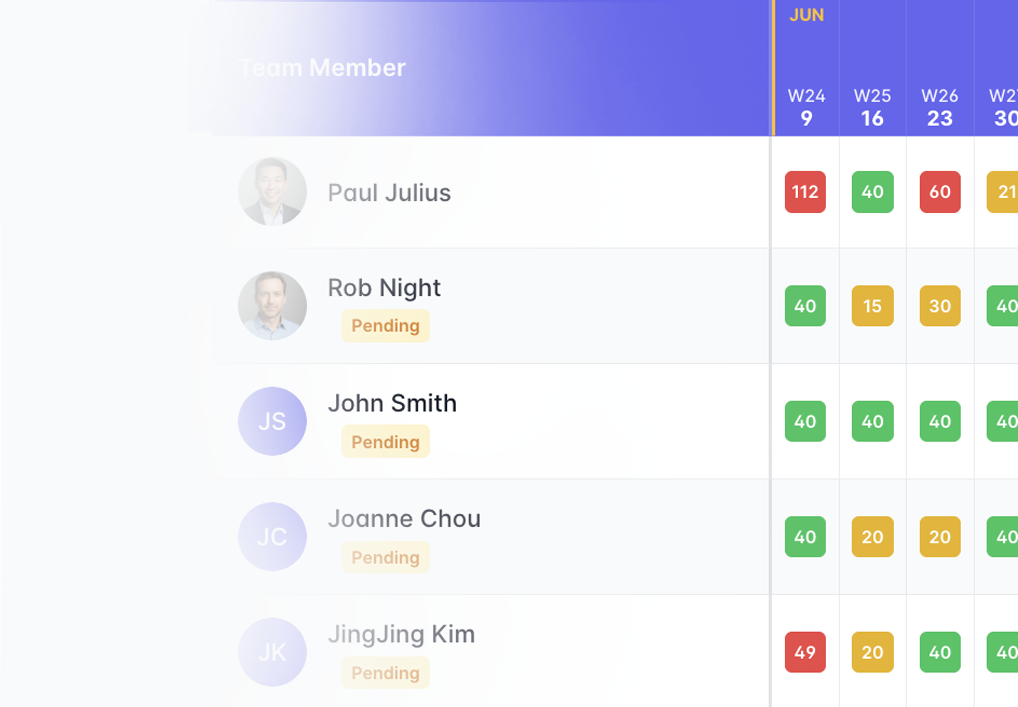 JUN
Team Member
W24 W25 W26 W27
9 16 23 30
Paul Julius
112 40 60 21
Rob Night
Pending
40 15 30 40
John Smith
Pending
JS
40 40 40 40
Joanne Chou
Pending
JC
40 20 20 40
JingJing Kim
Pending
JK
49 20 40 40